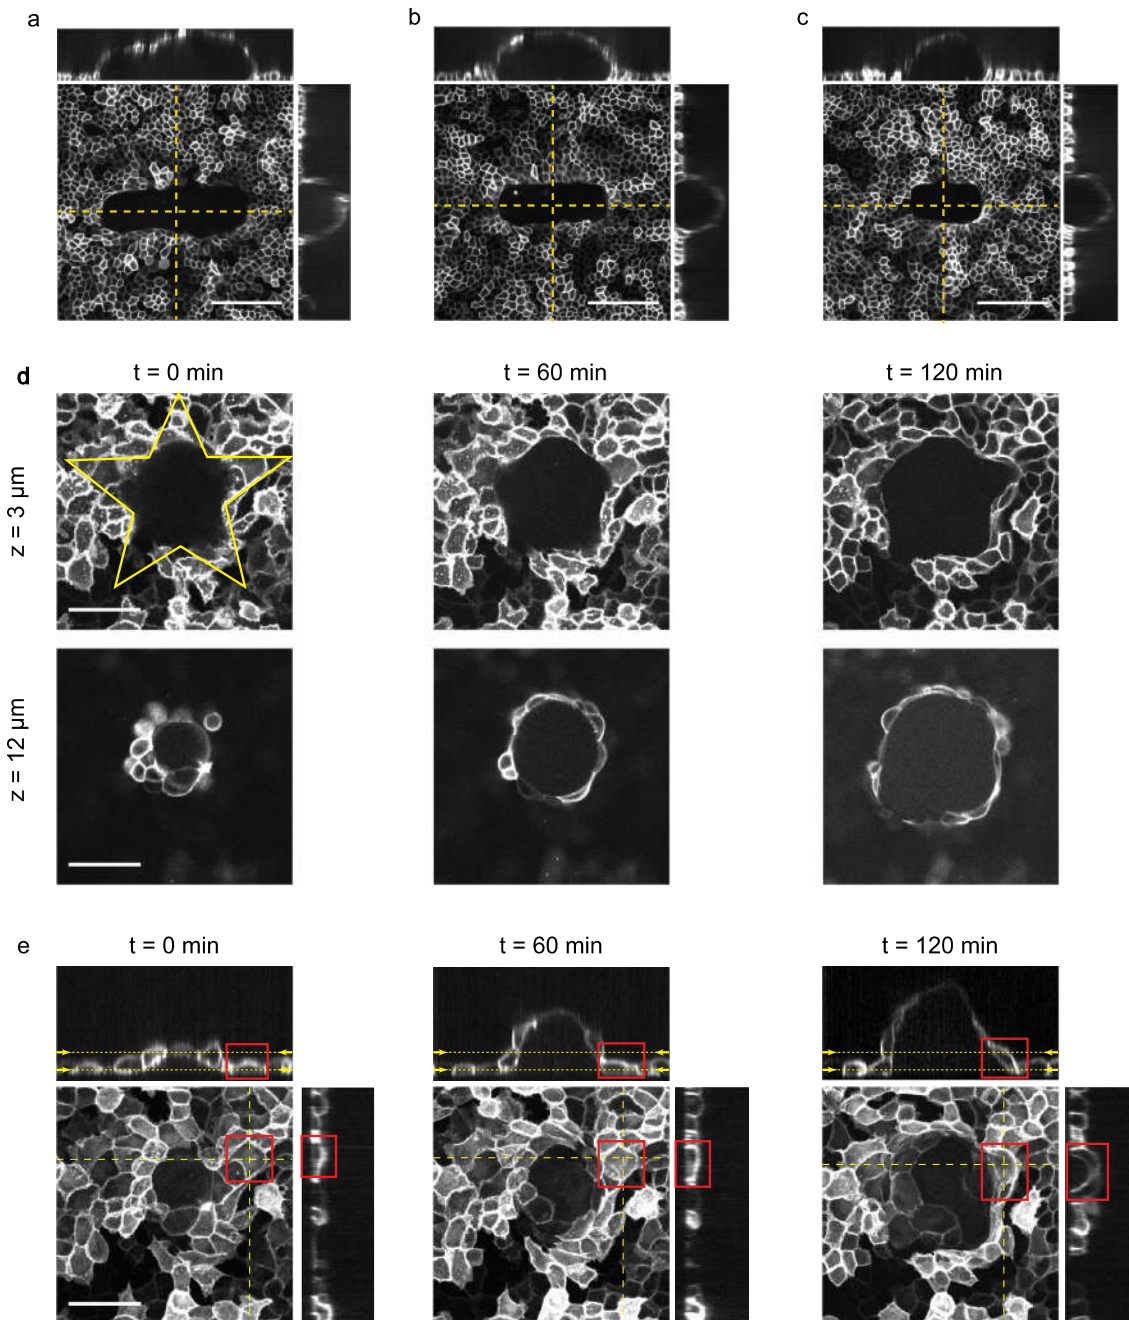 a
b
c
d
t = 0 min
t = 60 min
t = 120 min
z = 3 µm
z = 12 µm
e
t = 0 min
t = 60 min
t = 120 min